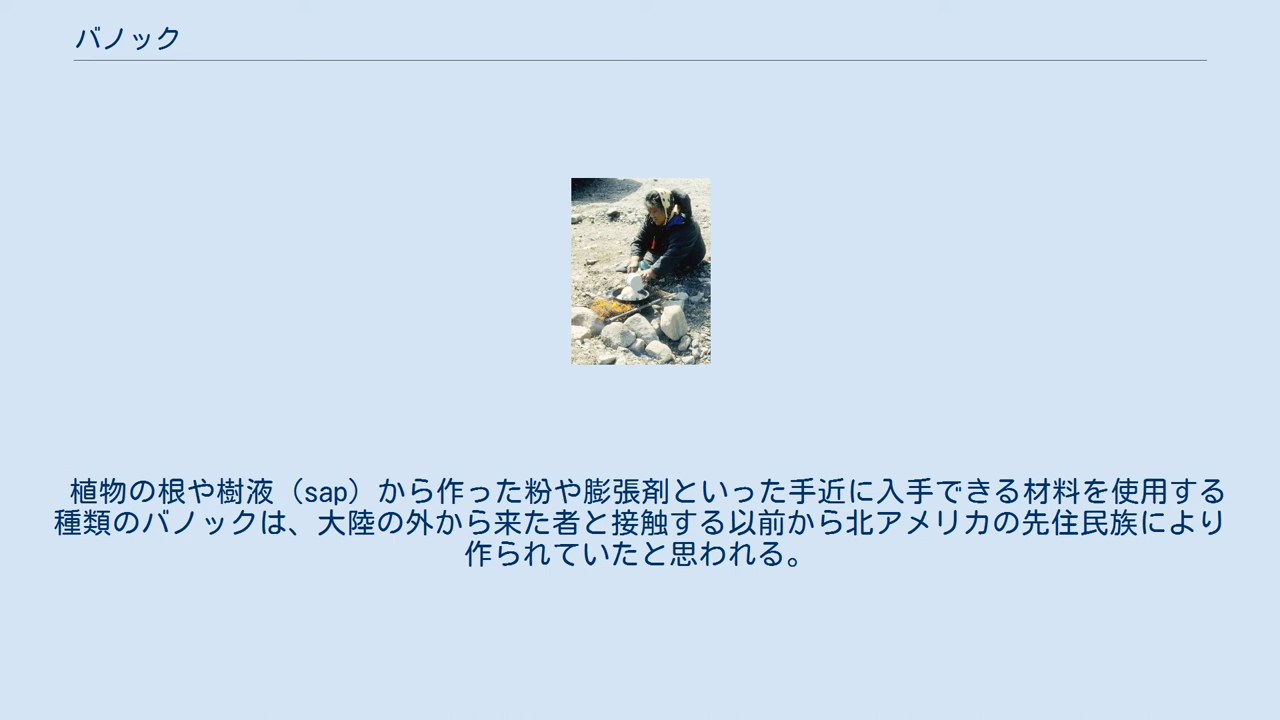 バノック
植物の根や樹液（sap）から作った粉や膨張剤といった手近に入手できる材料を使用する
種類のバノックは、大陸の外から来た者と接触する以前から北アメリカの先住民族により
作られていたと思われる。